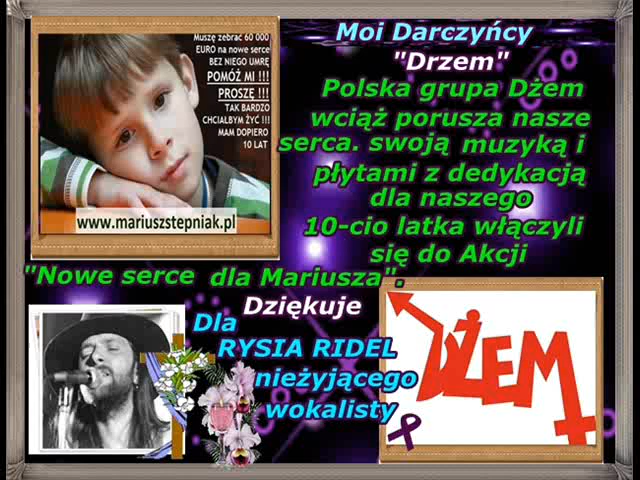 Muszę zebrać 60 000
EURO na nowe serce
BEZ NIEGO UMRĘ
POMÓŻ MI !!!
PROSZĘ !!!
TAK BARDZO
CHCIAŁBYM ŻYĆ !!!
MAM DOPIERO
10 LAT
www.mariuszstepniak.pl
Moi Darczyńcy
"Drzem"
Polska grupa Dżem
wciąż porusza nasze
serca. swoją muzyką i
płytami z dedykacją
dla naszego
10-cio latka włączyli
się do Akcji
"Nowe serce dla Mariusza".
Dziękuje
Dla
RYSIA RIDEL
nieżyjącego
wokalisty
DŻEM